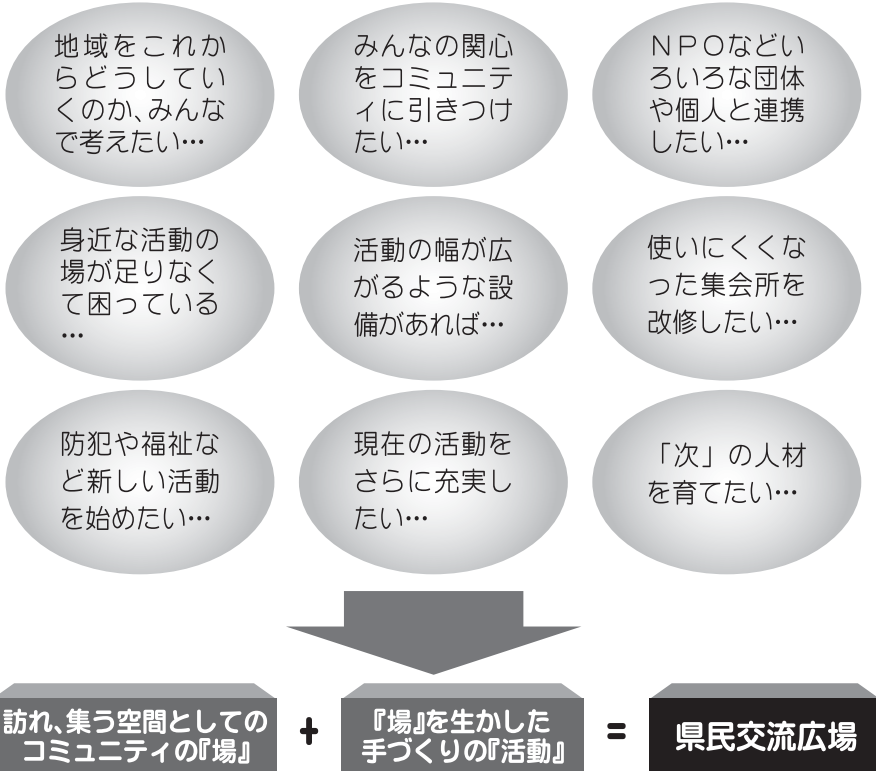 地域をこれか
らどうしてい
くのか、みんな
で考えたい…
みんなの関心
をコミュニテ
ィに引きつけ
たい…
ＮＰＯなどい
ろいろな団体
や個人と連携
したい…
身近な活動の
場が足りなく
て困っている
…
活動の幅が広
がるような設
備があれば…
使いにくくな
った集会所を
改修したい…
防犯や福祉な
ど新しい活動
を始めたい…
現在の活動を
さらに充実し
たい…
「次」の人材
を育てたい…
訪れ、集う空間としての
コミュニティの『場』
+
『場』を生かした
手づくりの『活動』
=
県民交流広場